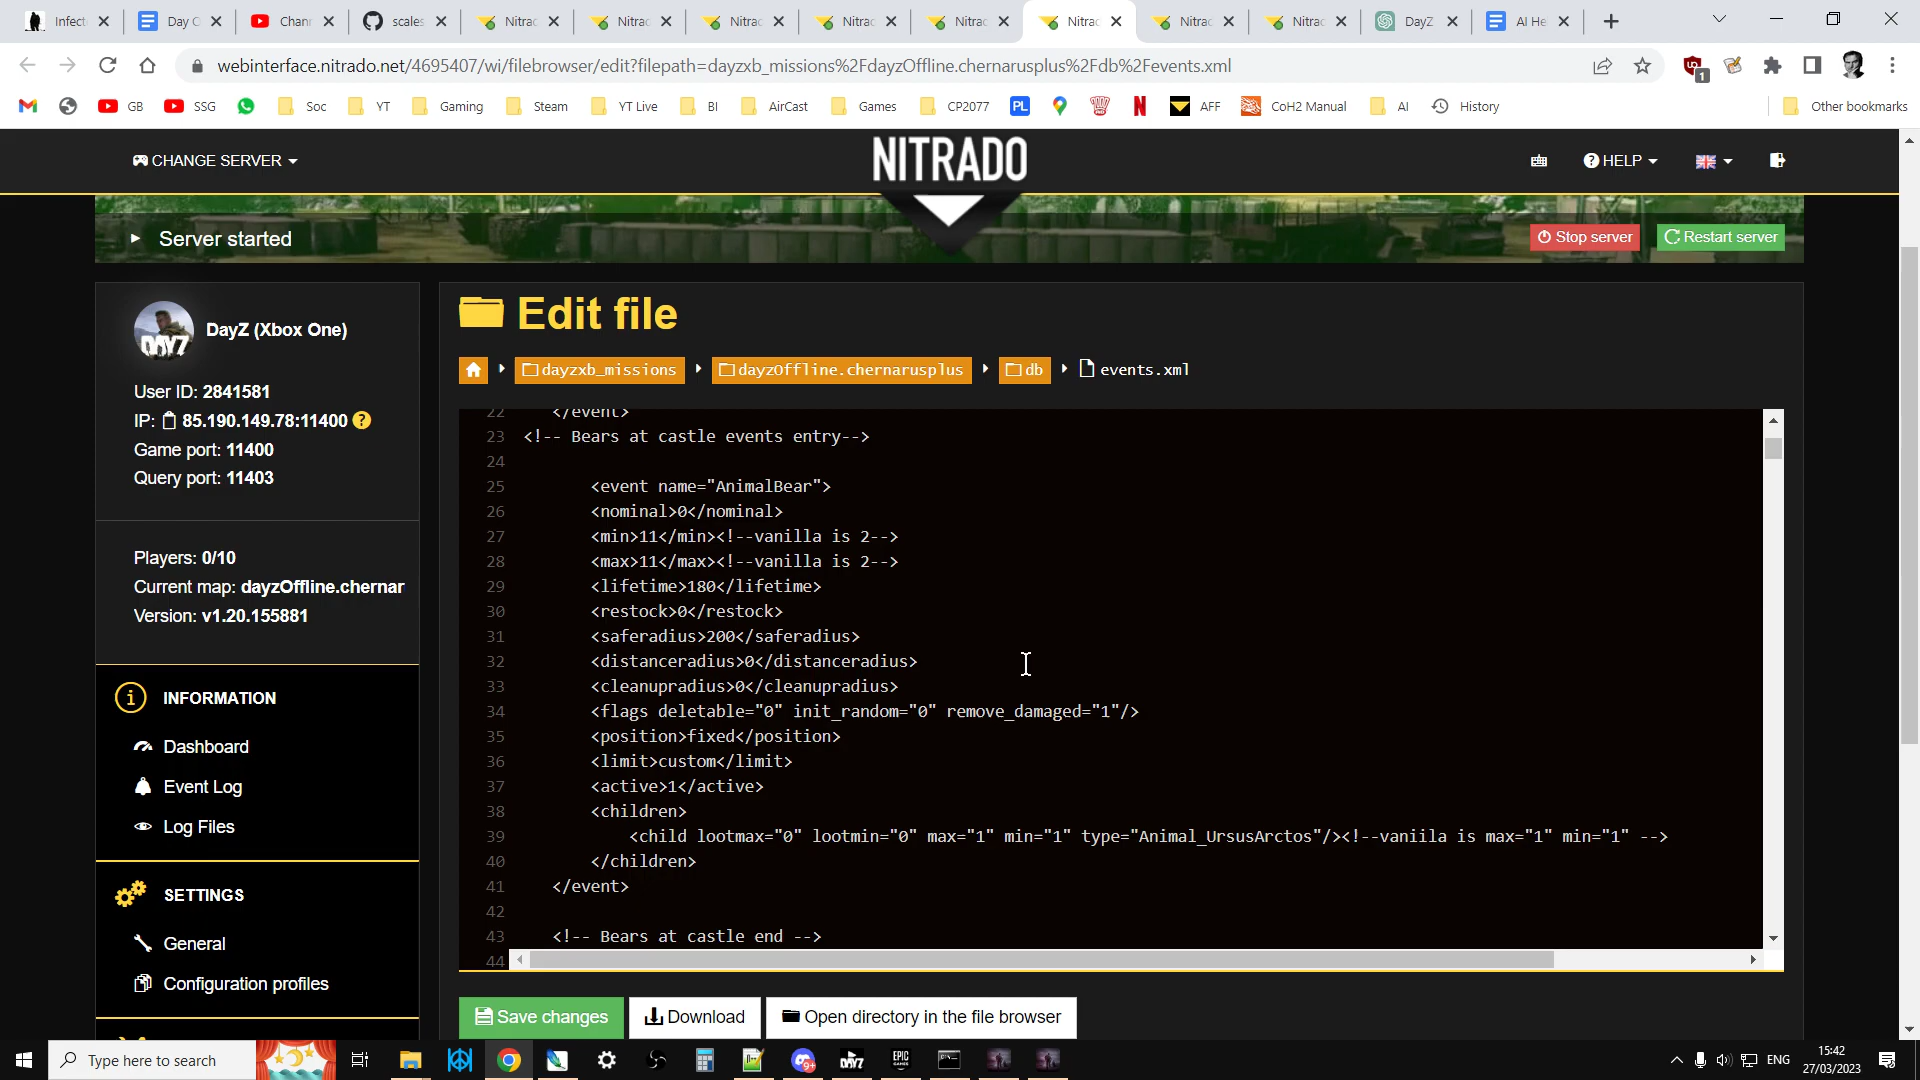 Infect
Day C
Chann
scales
Nitrac
Nitrac
Nitrac
Nitrac
Nitrac
Nitrac
Nitrac
Nitrac
DayZ
AI He
webinterface.nitrado.net/4695407/wi/filebrowser/edit?filepath=dayzxb_missions%2FdayzOffline.chernarusplus%2Fdb%2Fevents.xml
1
GB
SSG
Soc
YT
Gaming
Steam
YT Live
BI
AirCast
Games
CP2077
PL
AFF
CoH2 Manual
AI
History
Other bookmarks
CHANGE SERVER
NITRADO
HELP
Server started
Stop server
Restart server
DAYZ
DayZ (Xbox One)
User ID: 2841581
IP: 85.190.149.78:11400 ?
Game port: 11400
Query port: 11403
Players: 0/10
Current map: dayzOffline.chernar
Version: v1.20.155881
INFORMATION
Dashboard
Event Log
Log Files
SETTINGS
General
Configuration profiles
Edit file
dayzxb_missions
dayzOffline.chernarusplus
db
events.xml
22 </event>
23 <!-- Bears at castle events entry-->
24
25 <event name="AnimalBear">
26 <nominal>0</nominal>
27 <min>11</min><!--vanilla is 2-->
28 <max>11</max><!--vanilla is 2-->
29 <lifetime>180</lifetime>
30 <restock>0</restock>
31 <saferadius>200</saferadius>
32 <distanceradius>0</distanceradius>
33 <cleanupradius>0</cleanupradius>
34 <flags deletable="0" init_random="0" remove_damaged="1"/>
35 <position>fixed</position>
36 <limit>custom</limit>
37 <active>1</active>
38 <children>
39 <child lootmax="0" lootmin="0" max="1" min="1" type="Animal_UrsusArctos"/><!--vaniila is max="1" min="1" -->
40 </children>
41 </event>
42
43 <!-- Bears at castle end -->
44
Save changes
Download
Open directory in the file browser
Type here to search
9+
DAYZ
EPIC GAMES
ENG
15:42
27/03/2023